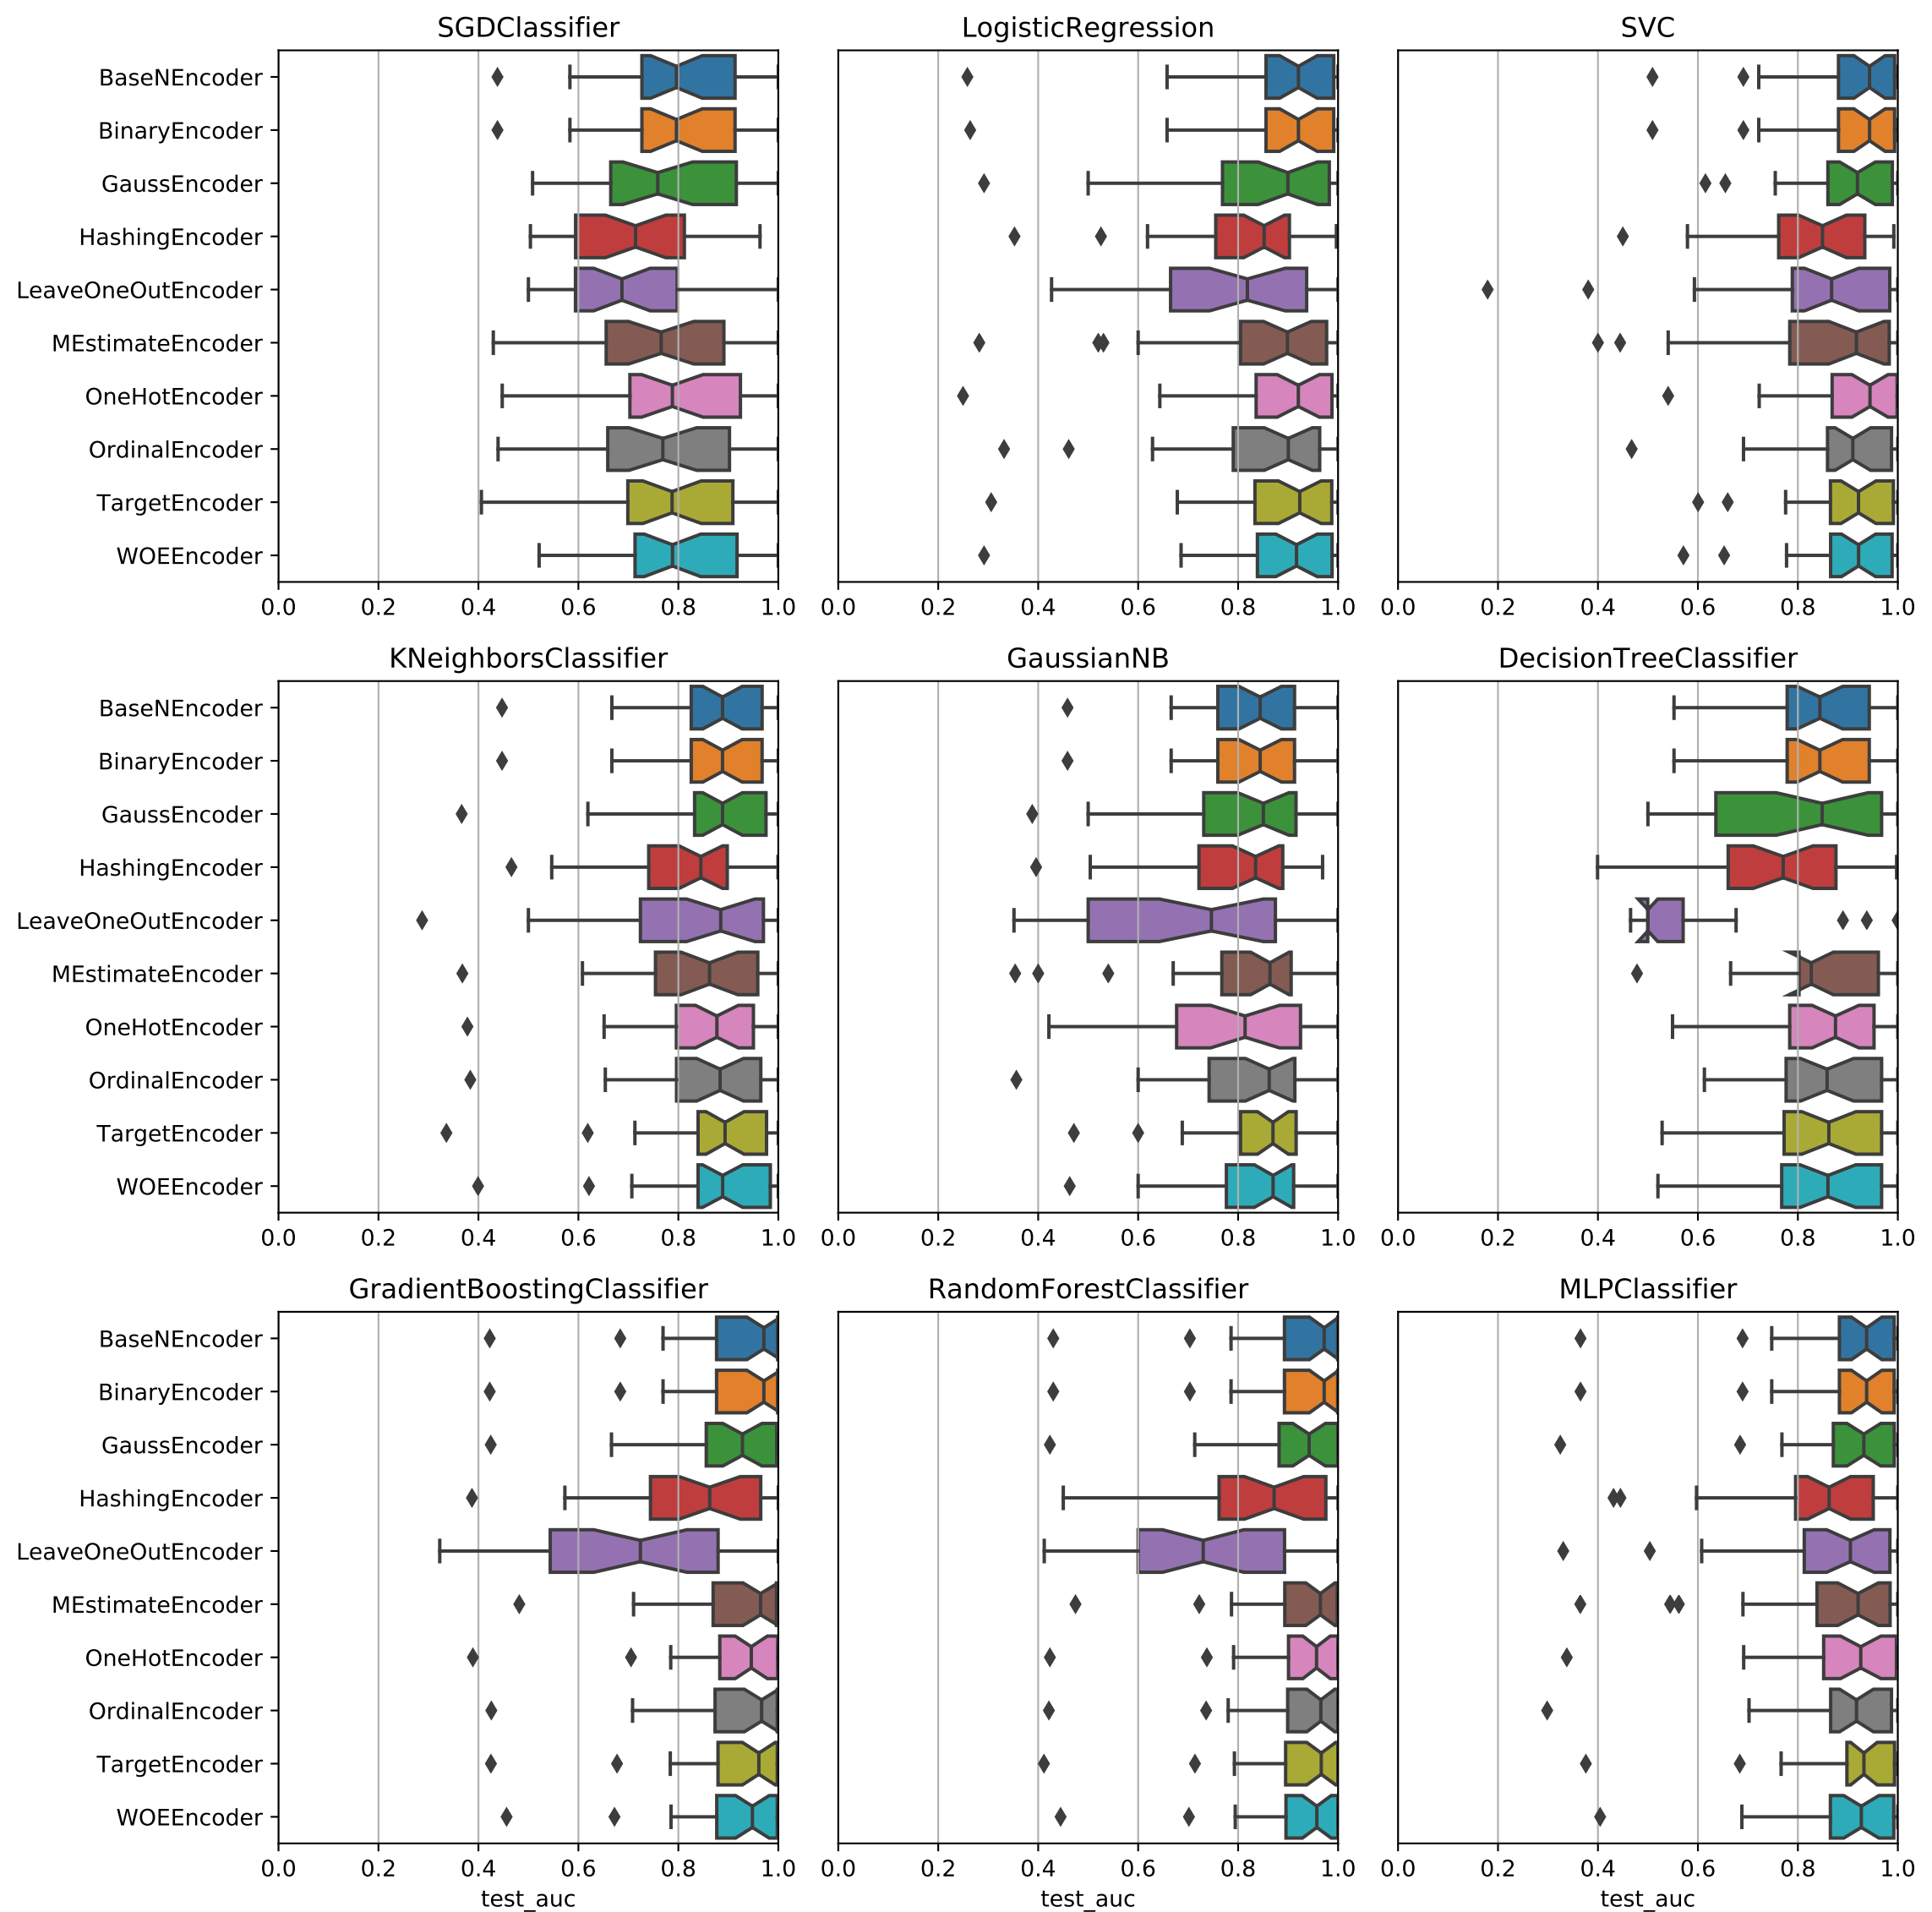 SGDClassifier LogisticRegression SVC
BaseNEncoder
BinaryEncoder
GaussEncoder
HashingEncoder
LeaveOneOutEncoder
MEstimateEncoder
OneHotEncoder
OrdinalEncoder
TargetEncoder
WOEEncoder
0.0 0.2 0.4 0.6 0.8 1.0 0.0 0.2 0.4 0.6 0.8 1.0 0.0 0.2 0.4 0.6 0.8 1.0
KNeighborsClassifier GaussianNB DecisionTreeClassifier
BaseNEncoder
BinaryEncoder
GaussEncoder
HashingEncoder
LeaveOneOutEncoder
MEstimateEncoder
OneHotEncoder
OrdinalEncoder
TargetEncoder
WOEEncoder
0.0 0.2 0.4 0.6 0.8 1.0 0.0 0.2 0.4 0.6 0.8 1.0 0.0 0.2 0.4 0.6 0.8 1.0
GradientBoostingClassifier RandomForestClassifier MLPClassifier
BaseNEncoder
BinaryEncoder
GaussEncoder
HashingEncoder
LeaveOneOutEncoder
MEstimateEncoder
OneHotEncoder
OrdinalEncoder
TargetEncoder
WOEEncoder
0.0 0.2 0.4 0.6 0.8 1.0 0.0 0.2 0.4 0.6 0.8 1.0 0.0 0.2 0.4 0.6 0.8 1.0
test_auc test_auc test_auc